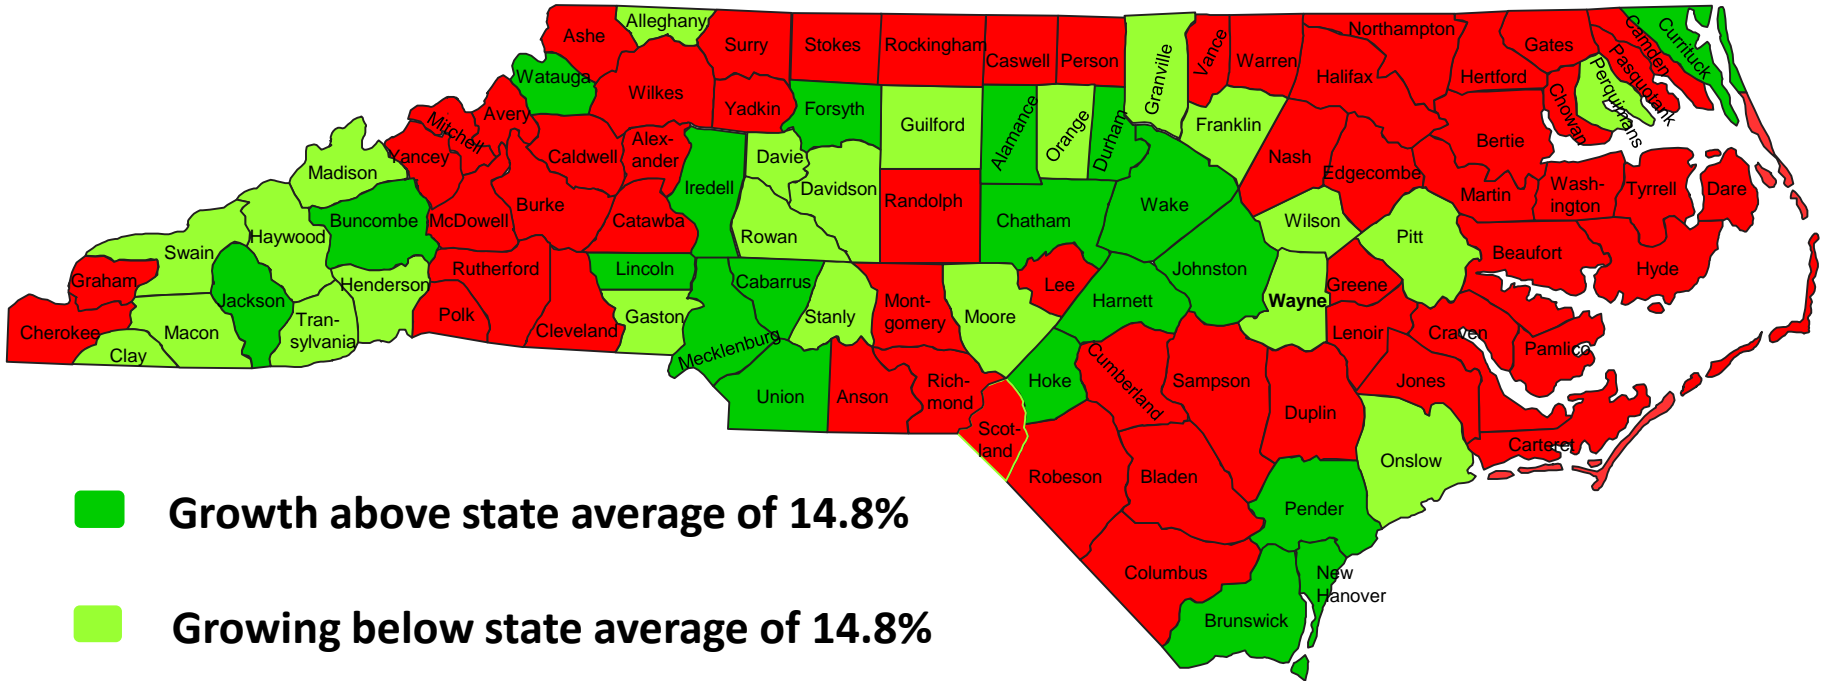 Alleghany
Ashe
Surry
Stokes
Rockingham
Caswell
Person
Granville
Vance
Warren
Northampton
Gates
Camden
Currituck
Pasquotank
Perquimans
Chowan
Hertford
Halifax
Watauga
Wilkes
Yadkin
Forsyth
Guilford
Alamance
Orange
Durham
Franklin
Nash
Edgecombe
Bertie
Avery
Mitchell
Yancey
Caldwell
Alex-
ander
Iredell
Davie
Davidson
Randolph
Chatham
Wake
Wilson
Martin
Wash-
ington
Tyrrell
Dare
Madison
Buncombe
McDowell
Burke
Catawba
Rowan
Haywood
Swain
Graham
Cherokee
Clay
Macon
Jackson
Tran-
sylvania
Henderson
Rutherford
Polk
Cleveland
Lincoln
Gaston
Mecklenburg
Cabarrus
Stanly
Mont-
gomery
Moore
Lee
Harnett
Johnston
Wayne
Greene
Pitt
Beaufort
Hyde
Lenoir
Craven
Pamlico
Jones
Union
Anson
Rich-
mond
Scot-
land
Hoke
Cumberland
Sampson
Duplin
Onslow
Carteret
Robeson
Bladen
Pender
Columbus
New
Hanover
Brunswick
Growth above state average of 14.8%
Growing below state average of 14.8%